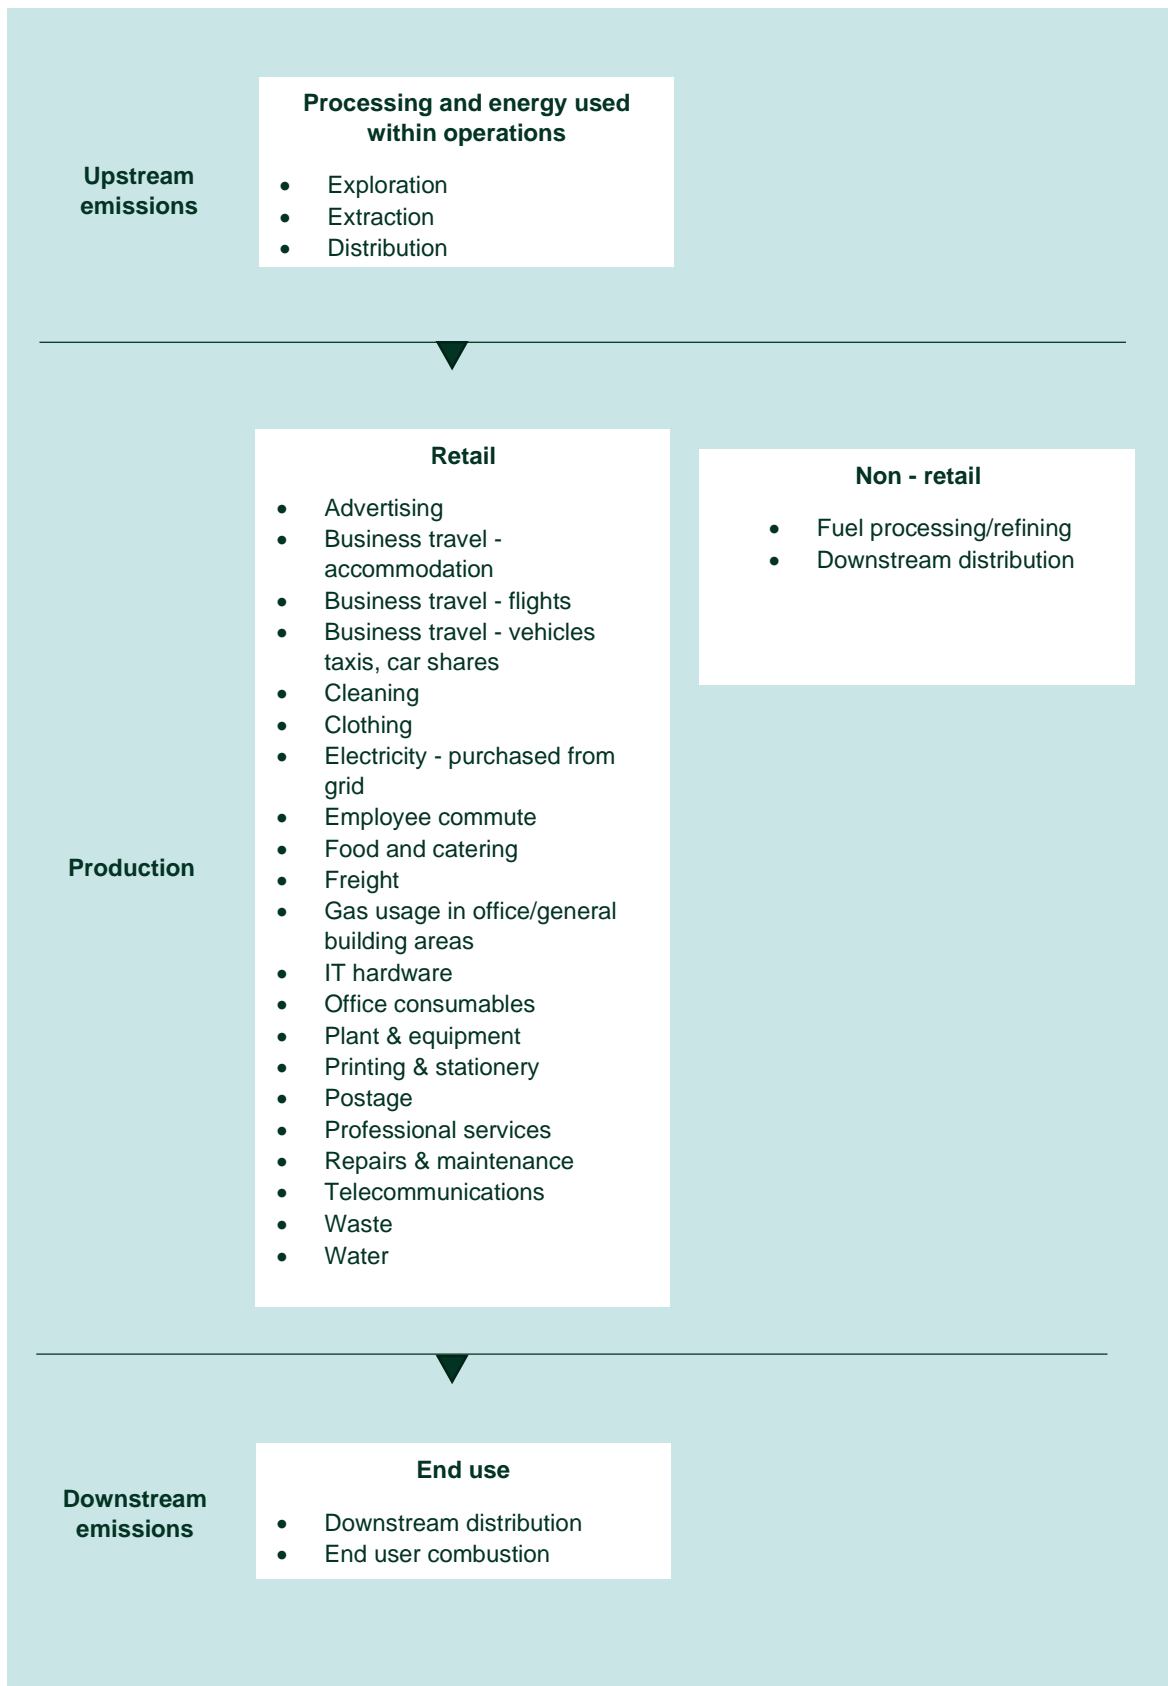 Processing and energy used
within operations
Upstream
emissions
• Exploration
• Extraction
• Distribution
Production
Retail
• Advertising
• Business travel -
accommodation
• Business travel - flights
• Business travel - vehicles
taxis, car shares
• Cleaning
• Clothing
• Electricity - purchased from
grid
• Employee commute
• Food and catering
• Freight
• Gas usage in office/general
building areas
• IT hardware
• Office consumables
• Plant & equipment
• Printing & stationery
• Postage
• Professional services
• Repairs & maintenance
• Telecommunications
• Waste
• Water
Non - retail
• Fuel processing/refining
• Downstream distribution
Downstream
emissions
End use
• Downstream distribution
• End user combustion